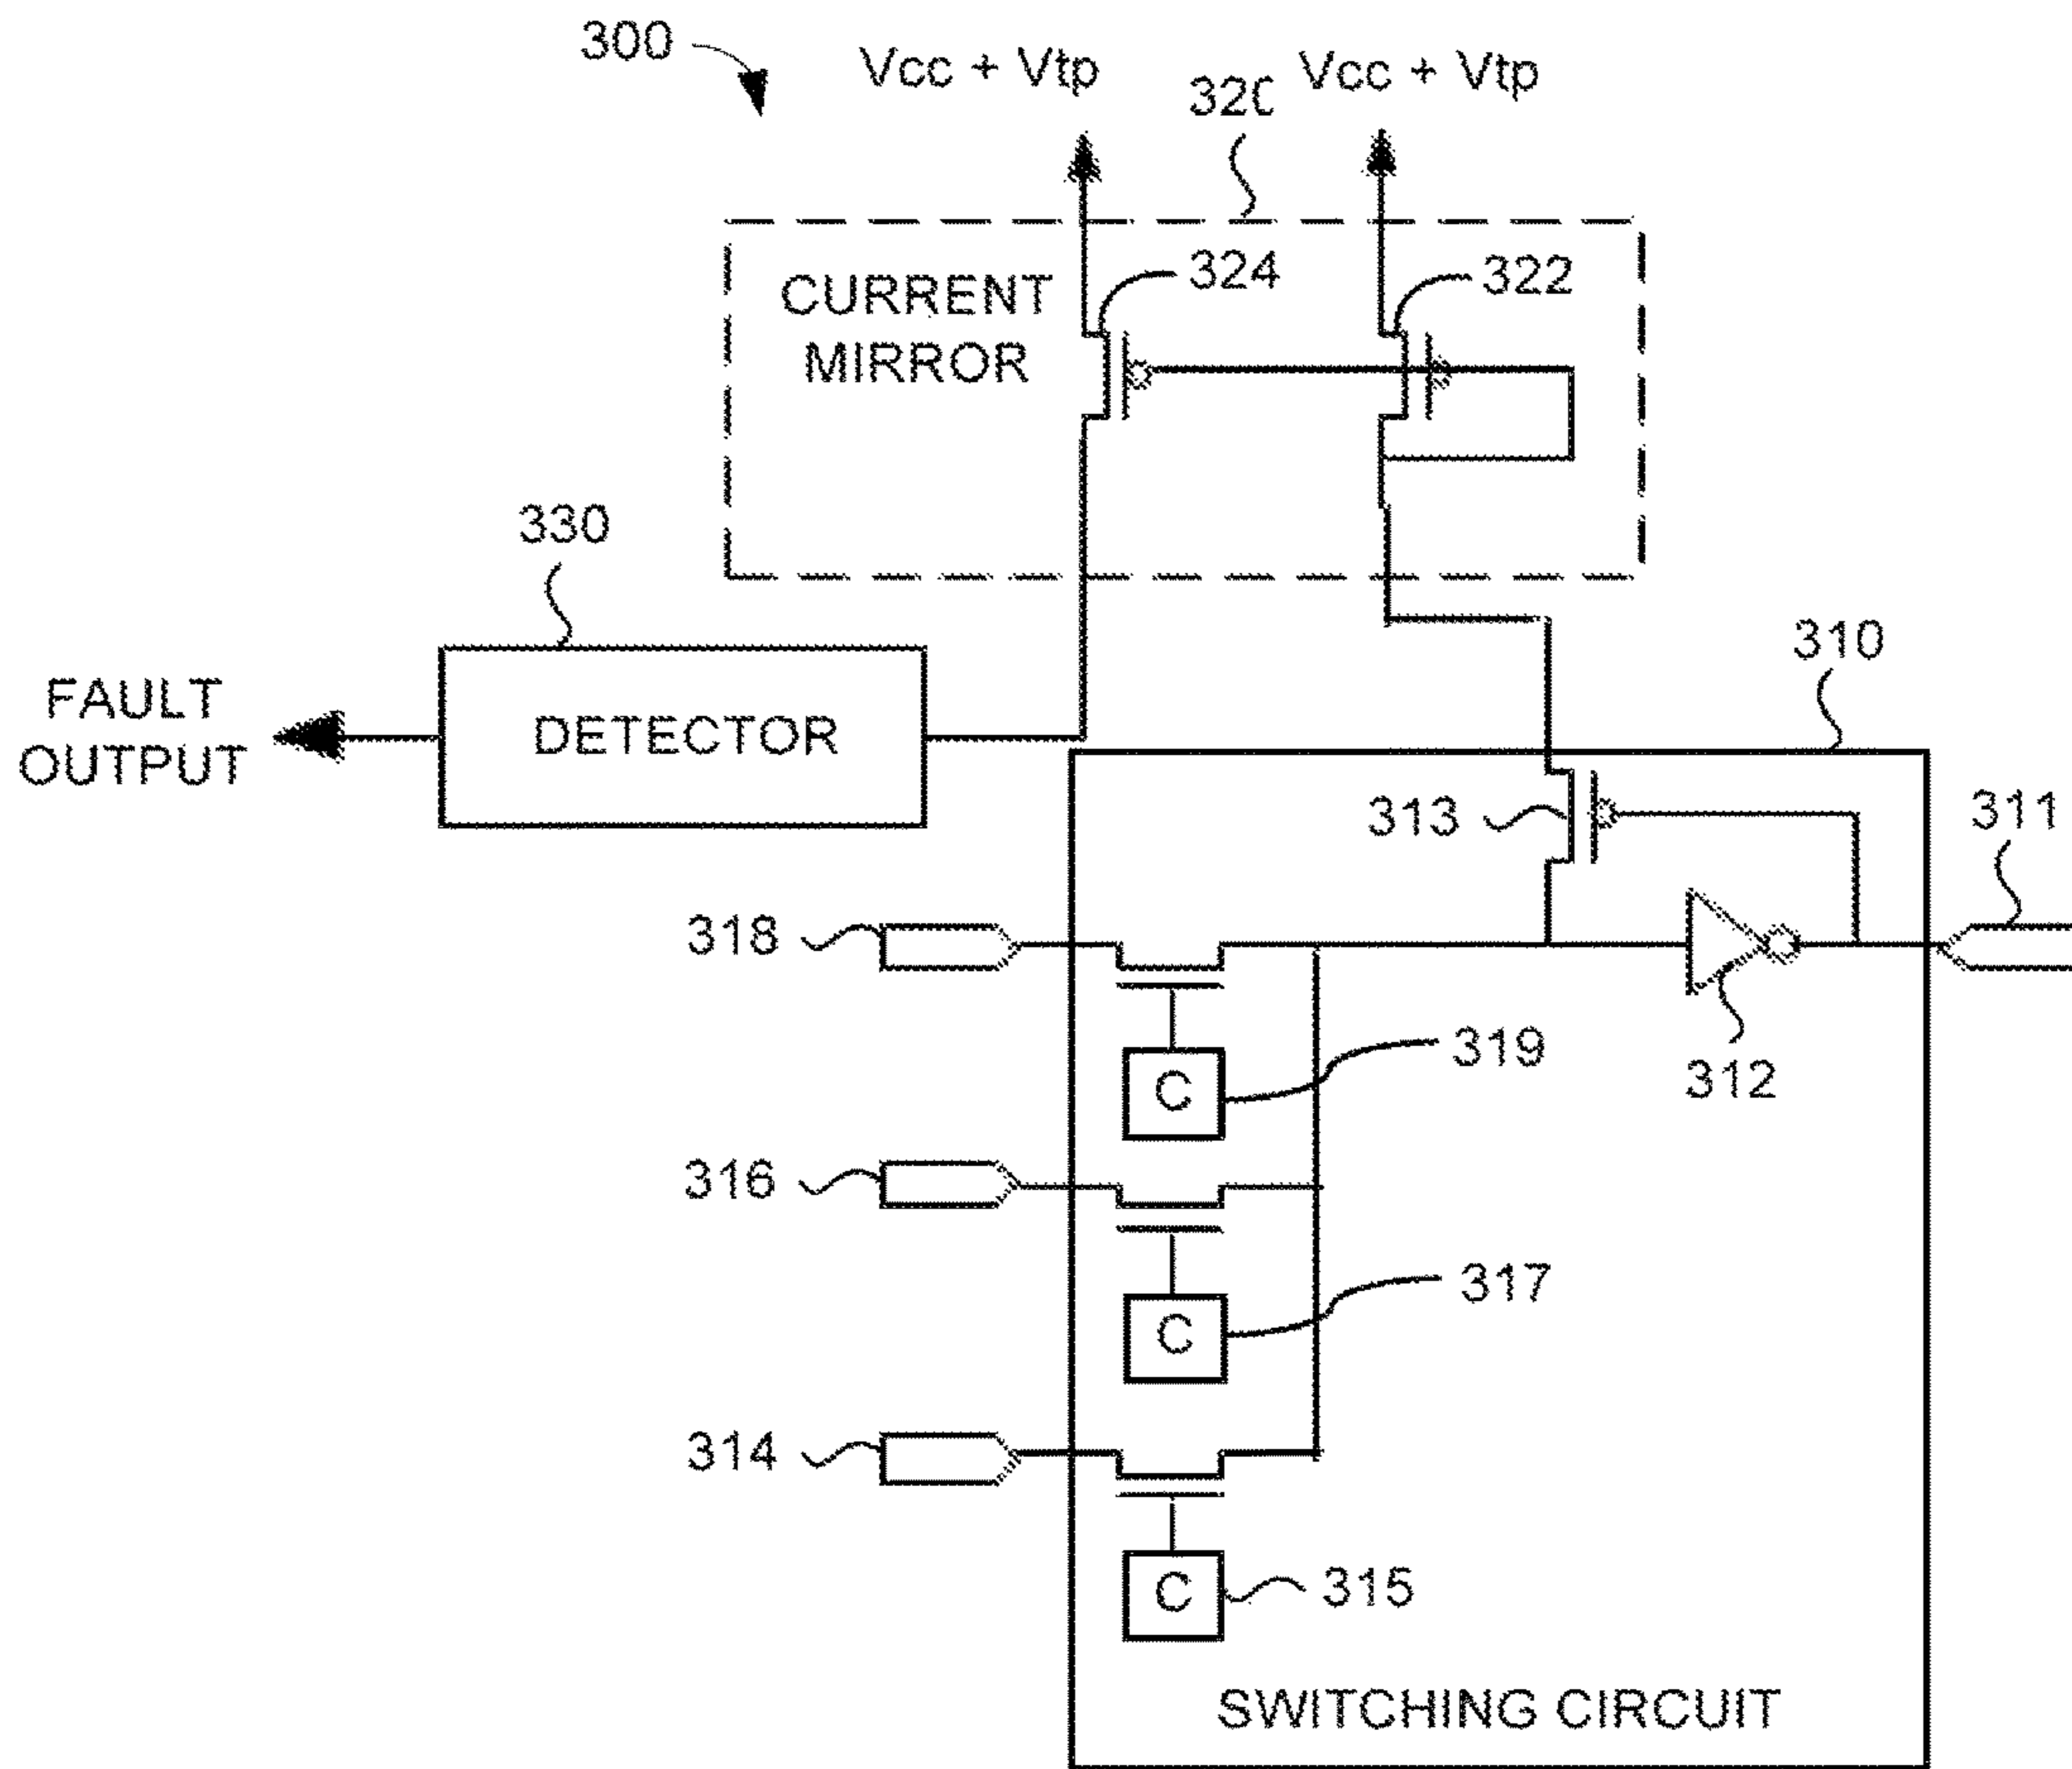 300
Vcc + Vtp
320
Vcc + Vtp
CURRENT
MIRROR
324
322
330
FAULT
OUTPUT
DETECTOR
310
313
311
318
319
312
316
317
314
315
C
C
C
SWITCHING CIRCUIT